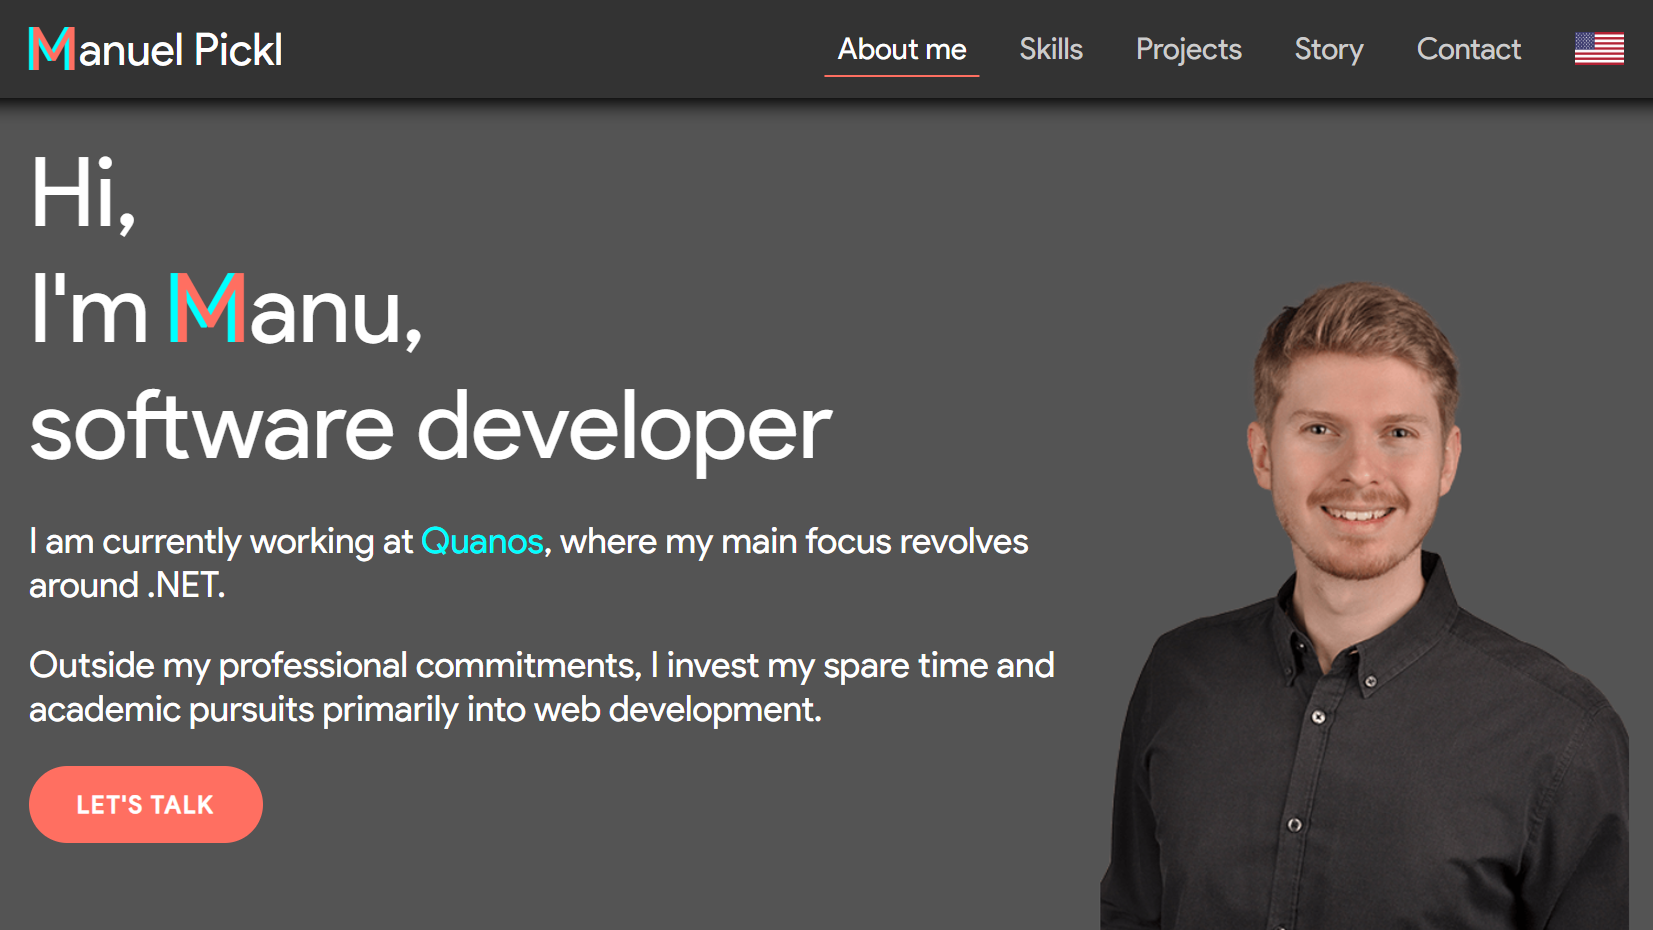 Manuel Pickl
About me
Skills
Projects
Story
Contact
Hi,
I'm Manu,
software developer
I am currently working at Quanos, where my main focus revolves
around .NET.
Outside my professional commitments, I invest my spare time and
academic pursuits primarily into web development.
LET'S TALK